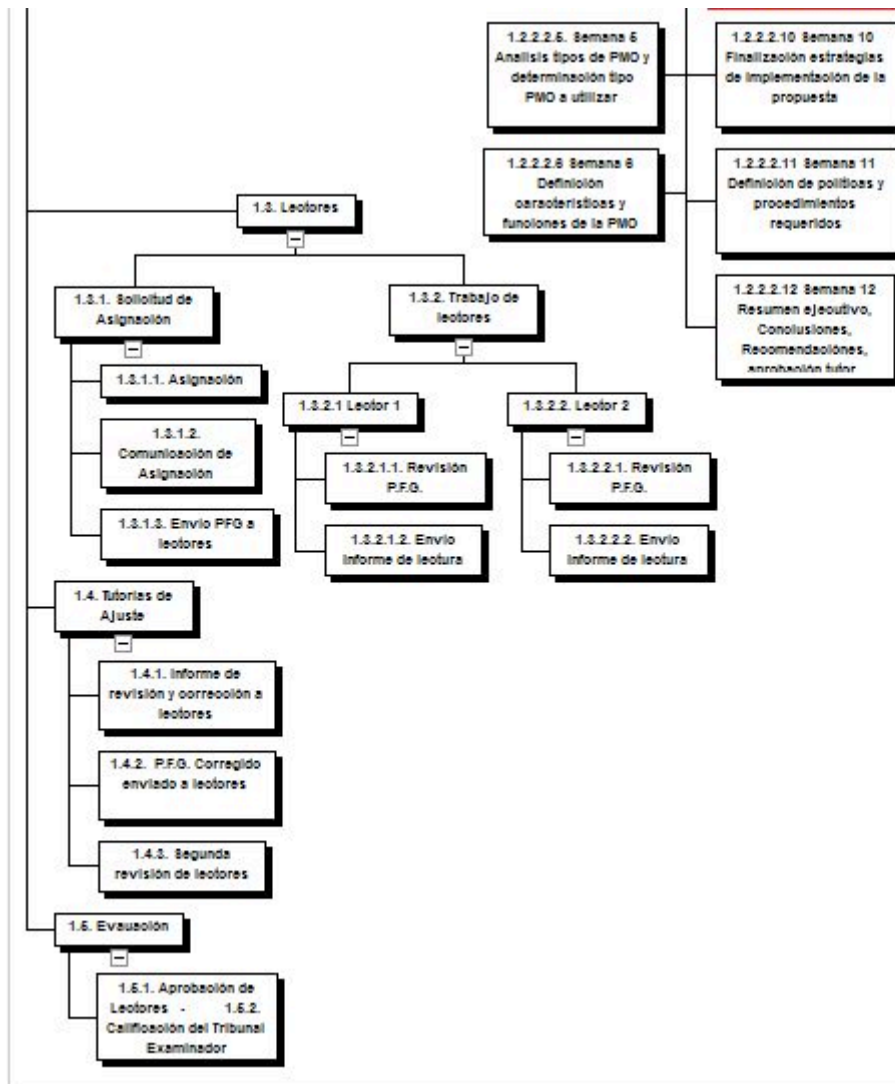 1.2.2.2.5. Semana 5
Analisis tipos de PMO y
determinación tipo
PMO a utilizar
1.2.2.2.10 Semana 10
Finalización estrategias
de implementación de la
propuesta
1.2.2.2.6 Semana 6
Definición
caracteristicas y
funciones de la PMO
1.2.2.2.11 Semana 11
Definición de políticas y
procedimientos
requeridos
1.2.2.2.12 Semana 12
Resumen ejecutivo,
Conclusiones,
Recomendaciónes,
aprobación tutor
1.3. Lectores
1.3.1. Solicitud de
Asignación
1.3.2. Trabajo de
lectores
1.3.1.1. Asignación
1.3.1.2.
Comunicación de
Asignación
1.3.1.3. Envio PFG a
lectores
1.3.2.1 Lector 1
1.3.2.2. Lector 2
1.3.2.1.1. Revisión
P.F.G.
1.3.2.2.1. Revisión
P.F.G.
1.3.2.1.2. Envio
Informe de lectura
1.3.2.2.2. Envio
Informe de lectura
1.4. Tutorias de
Ajuste
1.4.1. Informe de
revisión y corrección a
lectores
1.4.2. P.F.G. Corregido
enviado a lectores
1.4.3. Segunda
revisión de lectores
1.5. Evauación
1.5.1. Aprobación de
Lectores - 1.5.2.
Calificación del Tribunal
Examinador